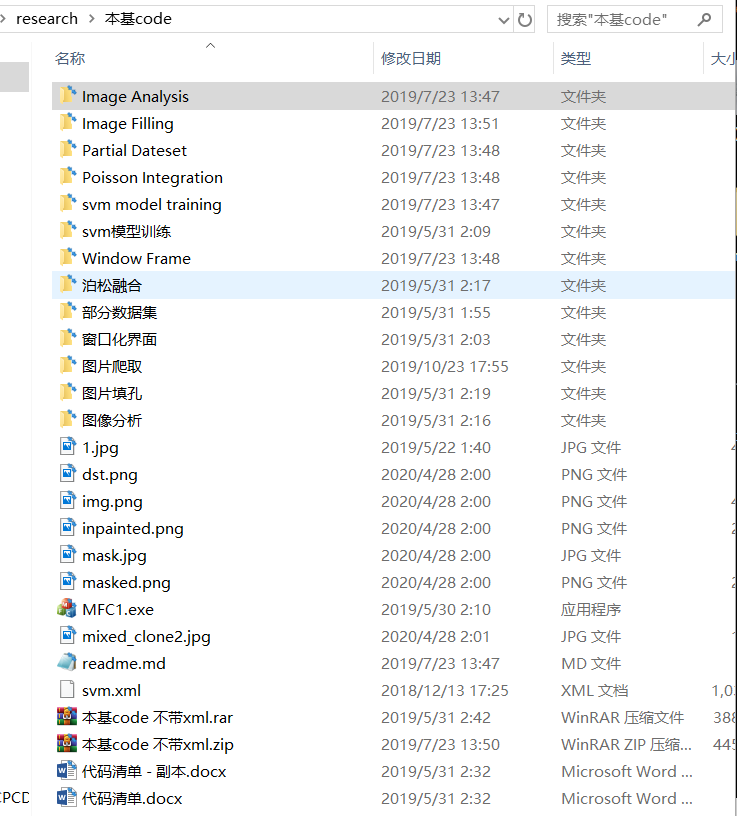 research 本基code 搜索"本基code"
名称 修改日期 类型 大小
Image Analysis 2019/7/23 13:47 文件夹
Image Filling 2019/7/23 13:51 文件夹
Partial Dateset 2019/7/23 13:48 文件夹
Poisson Integration 2019/7/23 13:48 文件夹
svm model training 2019/7/23 13:47 文件夹
svm模型训练 2019/5/31 2:09 文件夹
Window Frame 2019/7/23 13:48 文件夹
泊松融合 2019/5/31 2:17 文件夹
部分数据集 2019/5/31 1:55 文件夹
窗口化界面 2019/5/31 2:03 文件夹
图片爬取 2019/10/23 17:55 文件夹
图片填孔 2019/5/31 2:19 文件夹
图像分析 2019/5/31 2:16 文件夹
1.jpg 2019/5/22 1:40 JPG 文件
dst.png 2020/4/28 2:00 PNG 文件
img.png 2020/4/28 2:00 PNG 文件
inpainted.png 2020/4/28 2:00 PNG 文件
mask.jpg 2020/4/28 2:00 JPG 文件
masked.png 2020/4/28 2:00 PNG 文件
MFC1.exe 2019/5/30 2:10 应用程序
mixed_clone2.jpg 2020/4/28 2:01 JPG 文件
readme.md 2019/7/23 13:47 MD 文件
svm.xml 2018/12/13 17:25 XML 文档 1,0
本基code 不带xml.rar 2019/5/31 2:42 WinRAR 压缩文件 388
本基code 不带xml.zip 2019/7/23 13:50 WinRAR ZIP 压缩... 445
代码清单 - 副本.docx 2019/5/31 2:32 Microsoft Word ...
CPCD 代码清单.docx 2019/5/31 2:32 Microsoft Word ...